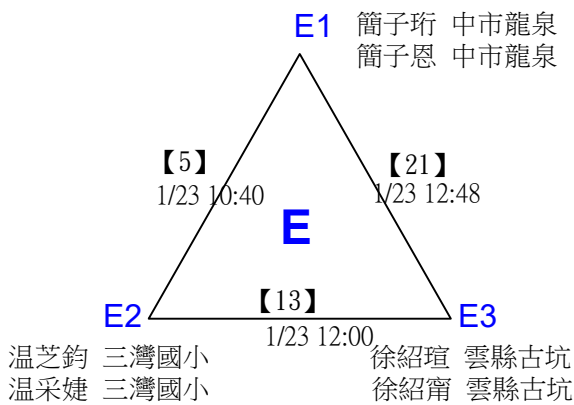 E1 簡子珩 中市龍泉
簡子恩 中市龍泉
【5】
1/23 10:40
【21】
1/23 12:48
E
【13】
1/23 12:00
E2
E3
温芝鈞 三灣國小
温采婕 三灣國小
徐紹瑄 雲縣古坑
徐紹甯 雲縣古坑